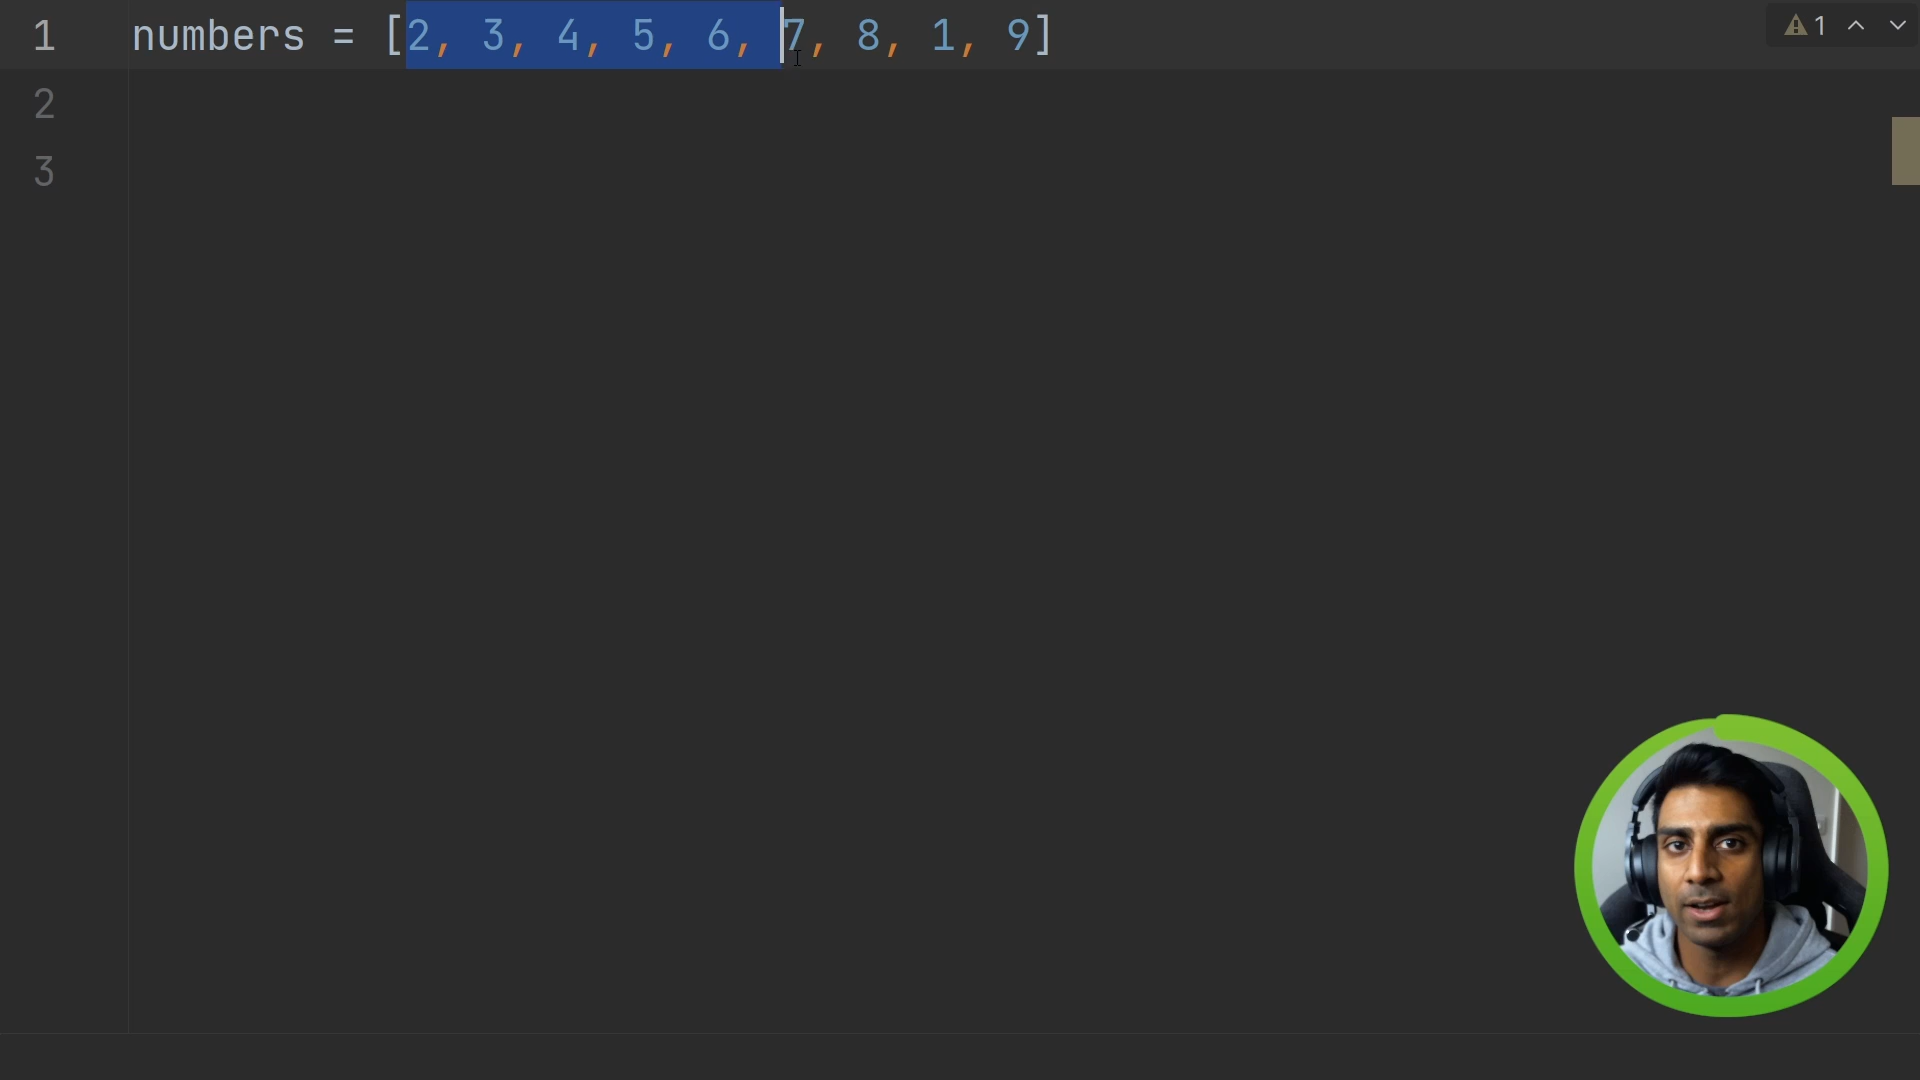 1 numbers = [2, 3, 4, 5, 6, 7, 8, 1, 9]
1
2
3